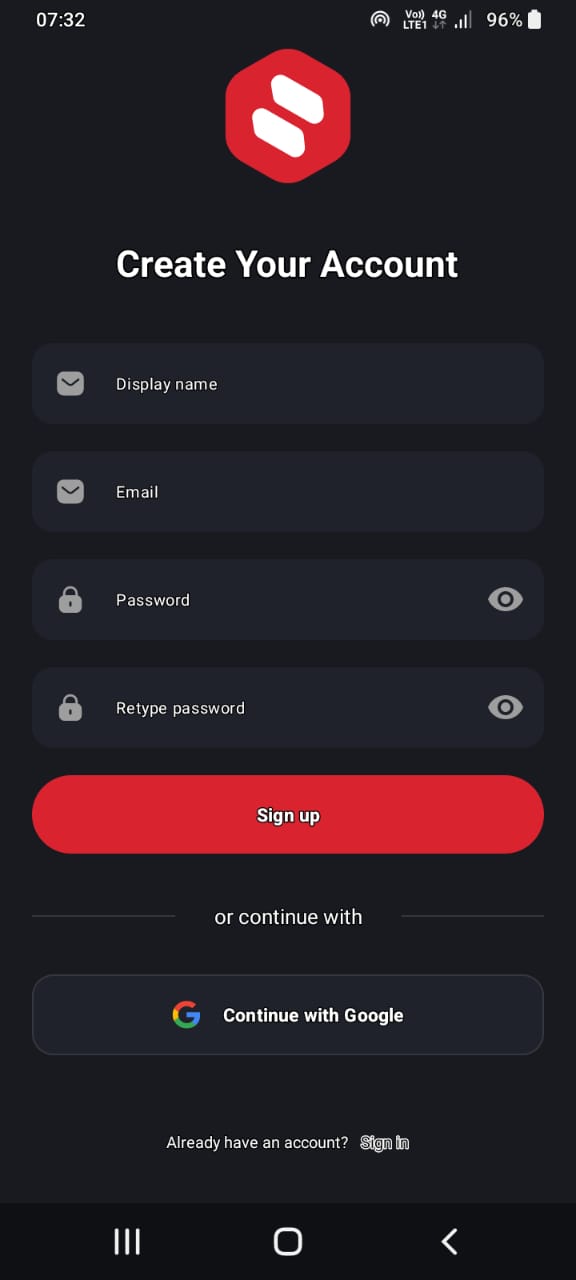 07:32 Vo)) 4G 96%
LTE1
Create Your Account
Display name
Email
Password
Retype password
Sign up
or continue with
Continue with Google
Already have an account? Sign in